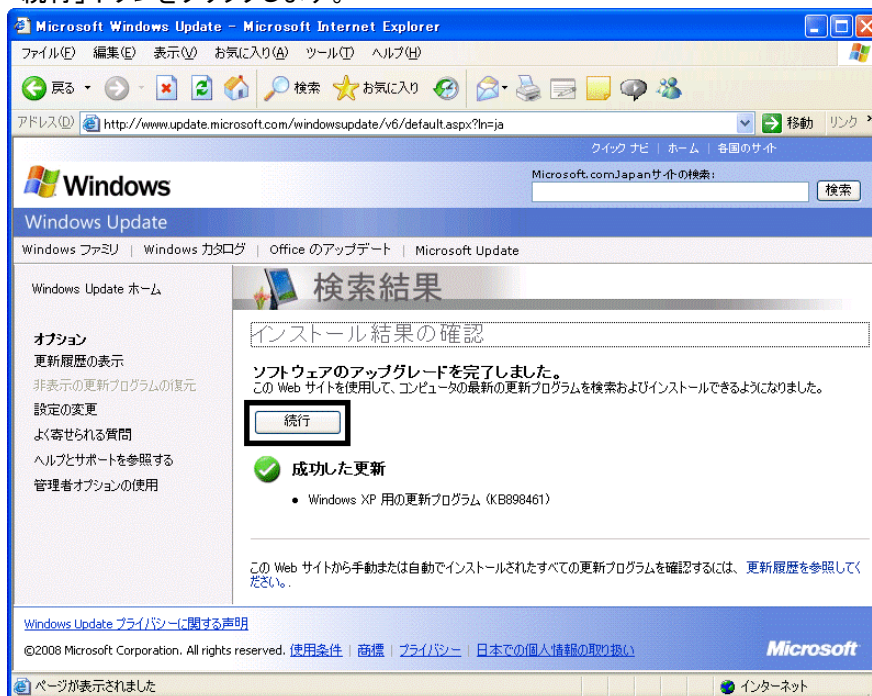 続行」ボタンをクリックします。
Microsoft Windows Update - Microsoft Internet Explorer
ファイル(F) 編集(E) 表示(V) お気に入り(A) ツール(T) ヘルプ(H)
戻る 検索 お気に入り
アドレス(D) http://www.update.microsoft.com/windowsupdate/v6/default.aspx?ln=ja 移動 リンク
クイック ナビ | ホーム | 各国のサイト
Windows
Microsoft.comJapanサイトの検索:
検索
Windows Update
Windows ファミリ | Windows カタログ | Office のアップデート | Microsoft Update
Windows Update ホーム
オプション
更新履歴の表示
非表示の更新プログラムの復元
設定の変更
よく寄せられる質問
ヘルプとサポートを参照する
管理者オプションの使用
検索結果
インストール結果の確認
ソフトウェアのアップグレードを完了しました。
この Web サイトを使用して、コンピュータの最新の更新プログラムを検索およびインストールできるようになりました。
続行
成功した更新
• Windows XP 用の更新プログラム (KB898461)
この Web サイトから手動または自動でインストールされたすべての更新プログラムを確認するには、更新履歴を参照してく
ださい。.
Windows Update プライバシーに関する声明
©2008 Microsoft Corporation. All rights reserved. 使用条件 | 商標 | プライバシー | 日本での個人情報の取り扱い
Microsoft
ページが表示されました
インターネット